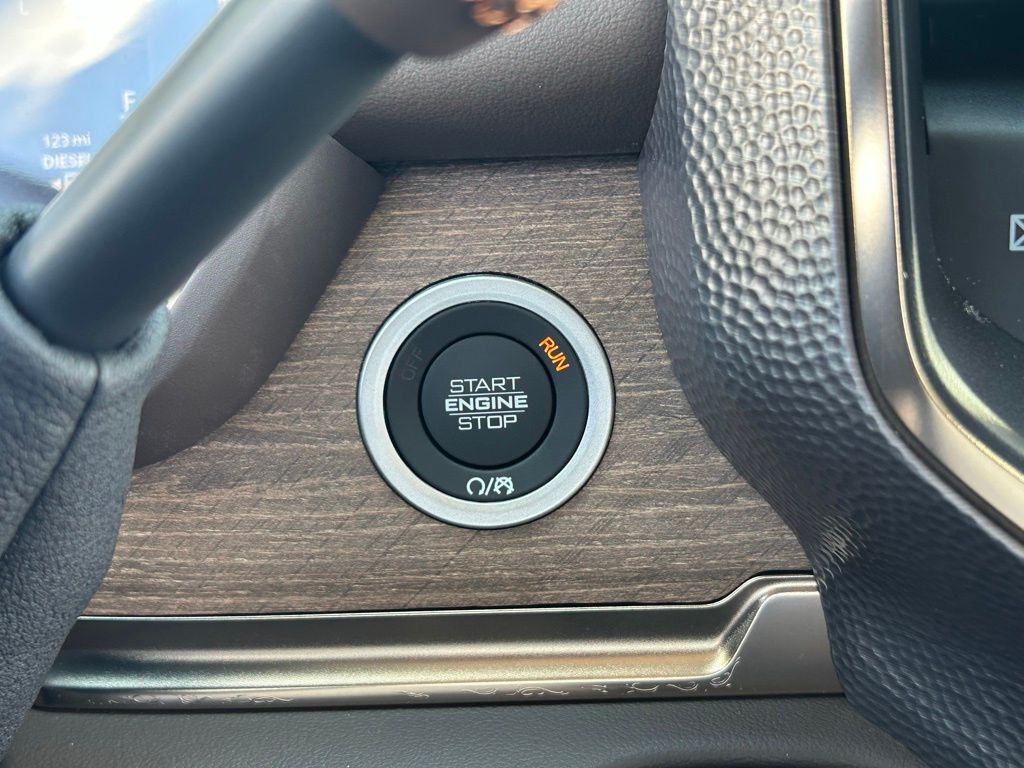 F
123 mi
DIESEL
OFF
RUN
START
ENGINE
STOP